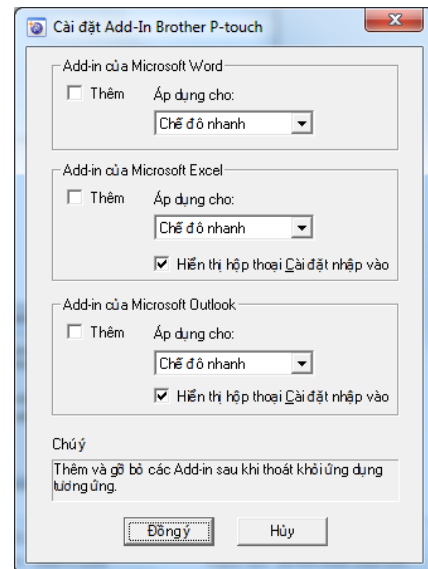 Cài đặt Add-In Brother P-touch
Add-in của Microsoft Word
Thêm Áp dụng cho:
Chế đô nhanh
Add-in của Microsoft Excel
Thêm Áp dụng cho:
Chế đô nhanh
Hiển thị hộp thoại Cài đặt nhập vào
Add-in của Microsoft Outlook
Thêm Áp dụng cho:
Chế đô nhanh
Hiển thị hộp thoại Cài đặt nhập vào
Chú ý
Thêm và gỡ bỏ các Add-in sau khi thoát khỏi ứng dụng
tương ứng.
Đồng ý Hủy